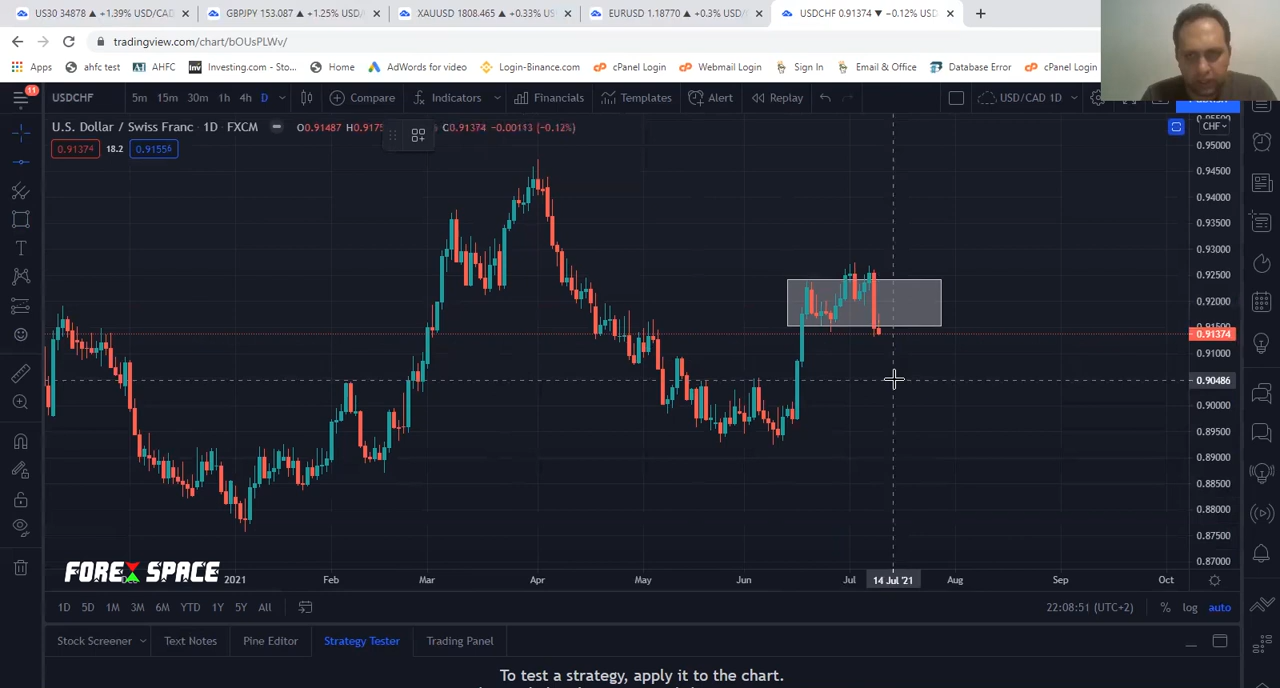 US30 34878 ▲ +1.39% USD/CAD GBPJPY 153.087 ▲ +1.25% USD/ XAUUSD 1808.465 ▲ +0.33% US EURUSD 1.18770 ▲ +0.3% USD/ USDCHF 0.91374 ▼ −0.12% USD
tradingview.com/chart/bOUsPLWv/
Apps ahfc test AHFC Investing.com - Sto... Home AdWords for video Login-Binance.com cPanel Login Webmail Login Sign In Email & Office Database Error cPanel Login
11
USDCHF 5m 15m 30m 1h 4h D Compare Indicators Financials Templates Alert Replay USD/CAD 1D
U.S. Dollar / Swiss Franc · 1D · FXCM O0.91487 C0.91374 −0.00113 (−0.12%)
CHF
0.91374 18.2 0.91556
0.95000
0.94500
0.94000
0.93500
0.93000
0.92500
0.92000
0.91374
0.91000
0.90486
0.90000
0.89500
0.89000
0.88500
0.88000
0.87500
0.87000
FOREX SPACE
2021 Feb Mar Apr May Jun Jul 14 Jul '21 Aug Sep Oct
1D 5D 1M 3M 6M YTD 1Y 5Y All 22:08:51 (UTC+2) % log auto
Stock Screener Text Notes Pine Editor Strategy Tester Trading Panel
To test a strategy, apply it to the chart.